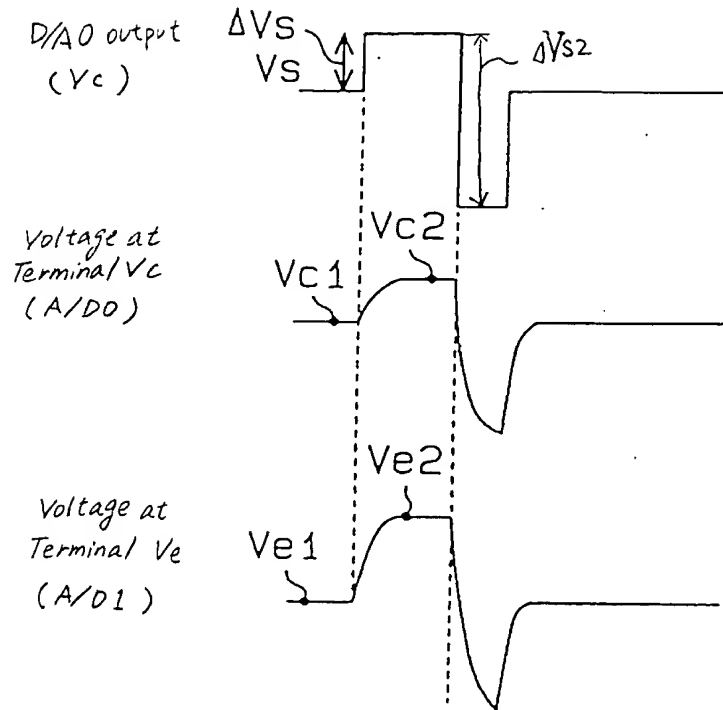 D/A0 output
(Vc)
ΔVs
Vs
ΔVs2
Voltage at
Terminal Vc
(A/D0)
Vc1
Vc2
Voltage at
Terminal Ve
(A/D1)
Ve1
Ve2